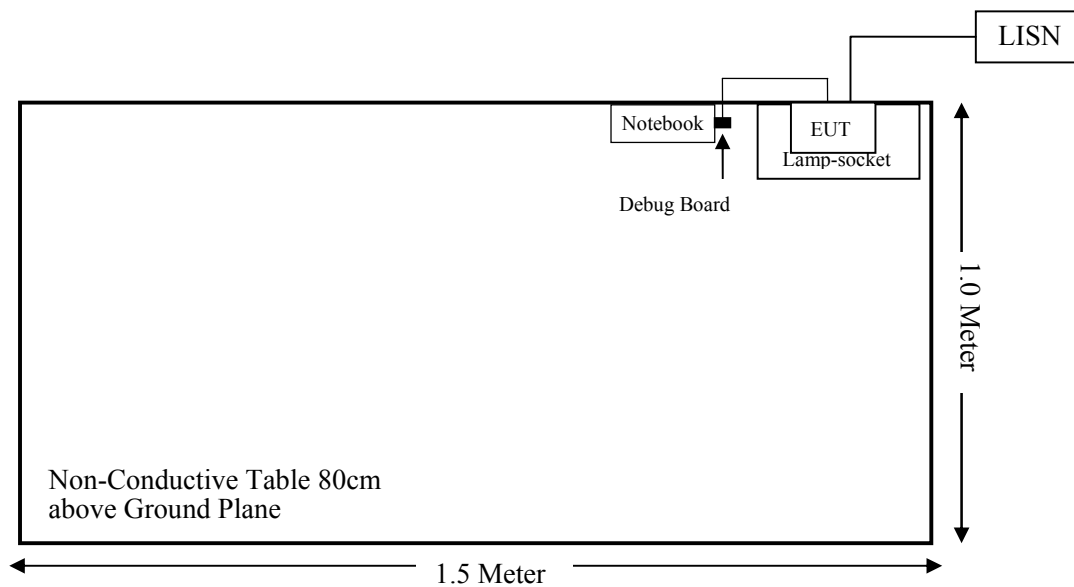 LISN
Notebook
EUT
Lamp-socket
Debug Board
1.0 Meter
Non-Conductive Table 80cm
above Ground Plane
1.5 Meter